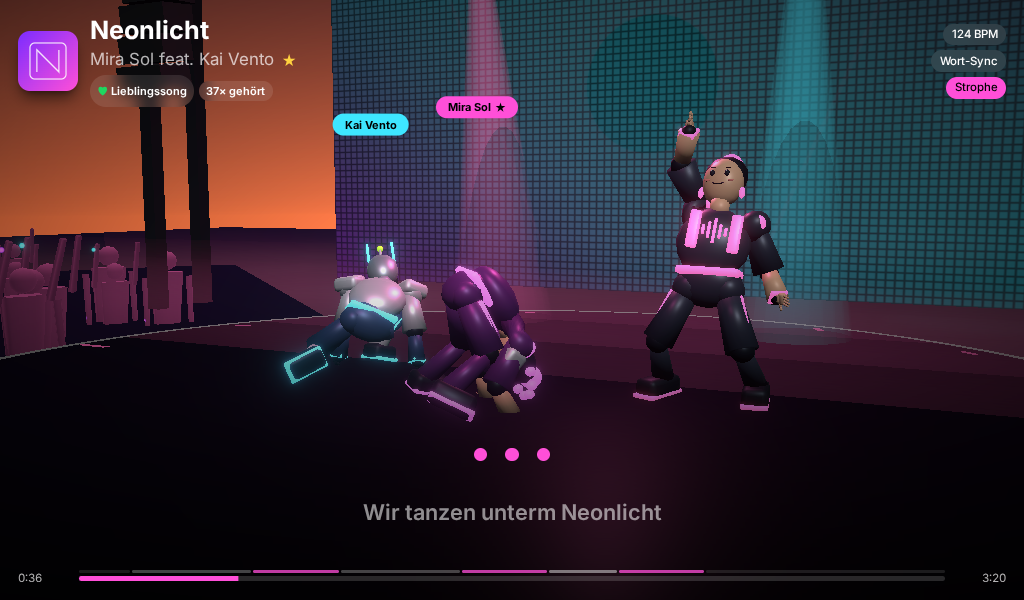 N
Neonlicht
Mira Sol feat. Kai Vento ★
Lieblingssong
37× gehört
124 BPM
Wort-Sync
Strophe
Mira Sol ★
Kai Vento
Wir tanzen unterm Neonlicht
0:36
3:20